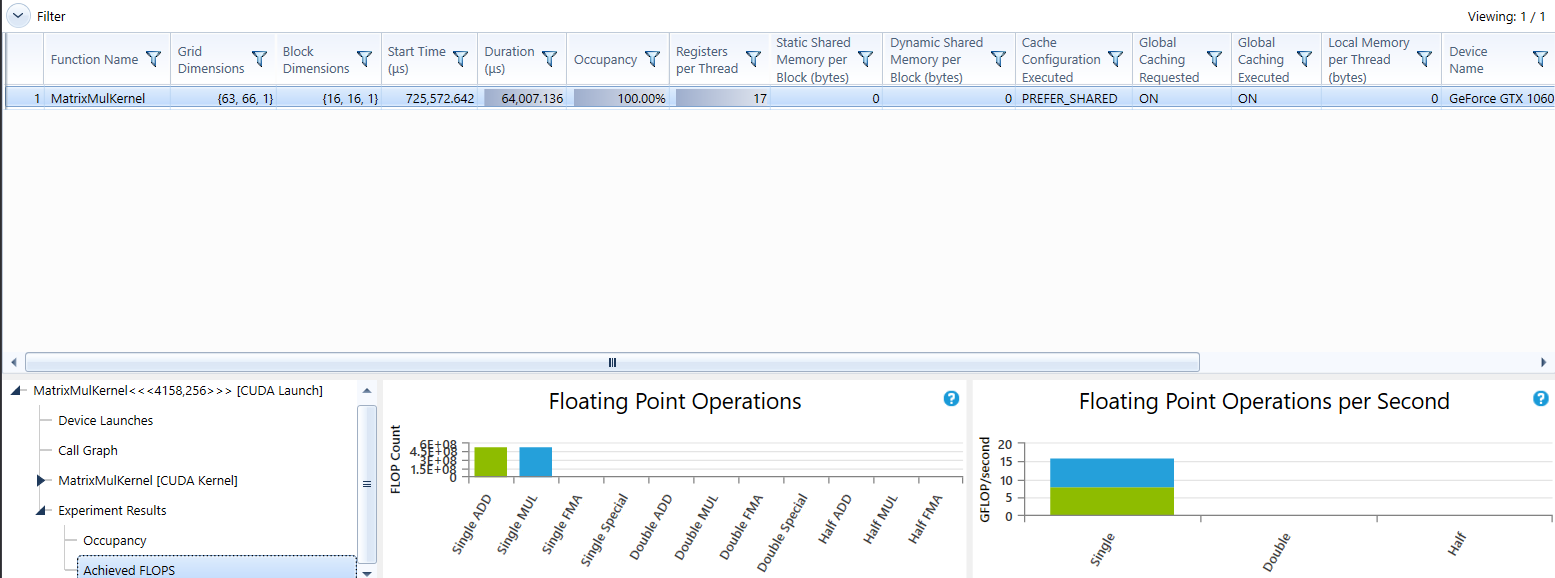 Filter
Viewing: 1 / 1
Function Name
Grid
Dimensions
Block
Dimensions
Start Time
(µs)
Duration
(µs)
Occupancy
Registers
per Thread
Static Shared
Memory per
Block (bytes)
Dynamic Shared
Memory per
Block (bytes)
Cache
Configuration
Executed
Global
Caching
Requested
Global
Caching
Executed
Local Memory
per Thread
(bytes)
Device
Name
1 MatrixMulKernel {63, 66, 1} {16, 16, 1} 725,572.642 64,007.136 100.00% 17 0 0 PREFER_SHARED ON ON 0 GeForce GTX 1060
MatrixMulKernel<<<4158,256>>> [CUDA Launch]
Device Launches
Call Graph
MatrixMulKernel [CUDA Kernel]
Experiment Results
Occupancy
Achieved FLOPS
Floating Point Operations
FLOP Count
6E+08
4.5E+08
3E+08
1.5E+08
0
Single ADD
Single MUL
Single FMA
Single Special
Double ADD
Double MUL
Double FMA
Double Special
Half ADD
Half MUL
Half FMA
Floating Point Operations per Second
GFLOP/second
20
15
10
5
0
Single
Double
Half